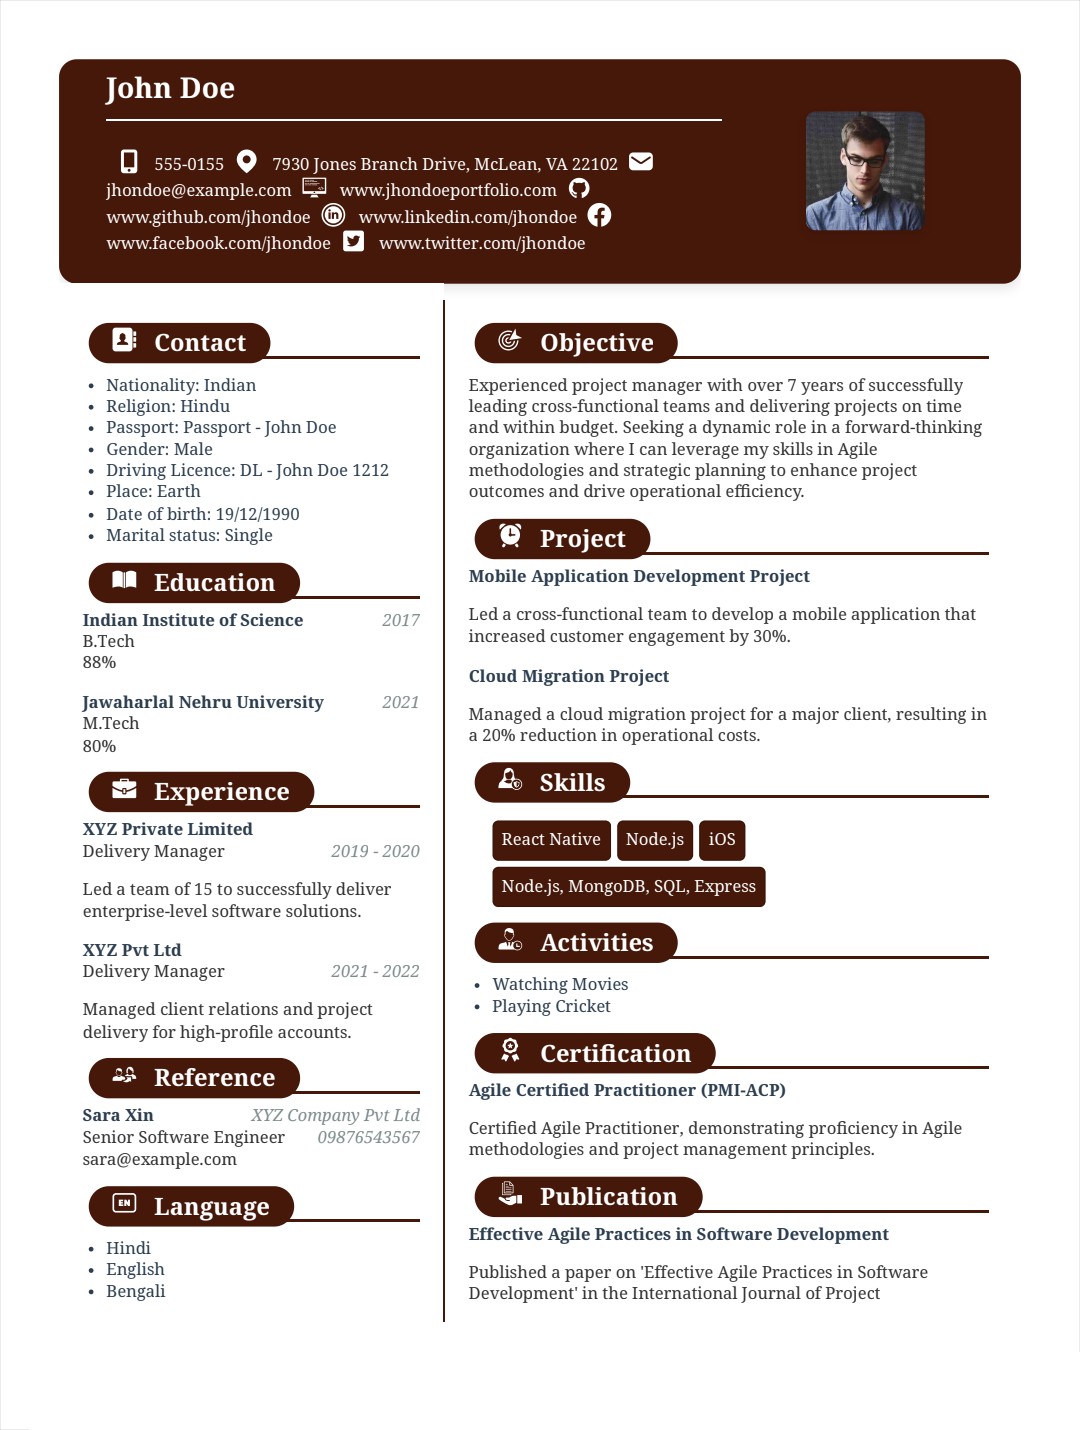 John Doe
555-0155 7930 Jones Branch Drive, McLean, VA 22102
jhondoe@example.com www.jhondoeportfolio.com
www.github.com/jhondoe www.linkedin.com/jhondoe
www.facebook.com/jhondoe www.twitter.com/jhondoe
Contact
• Nationality: Indian
• Religion: Hindu
• Passport: Passport - John Doe
• Gender: Male
• Driving Licence: DL - John Doe 1212
• Place: Earth
• Date of birth: 19/12/1990
• Marital status: Single
Education
Indian Institute of Science 2017
B.Tech
88%
Jawaharlal Nehru University 2021
M.Tech
80%
Experience
XYZ Private Limited
Delivery Manager 2019 - 2020
Led a team of 15 to successfully deliver
enterprise-level software solutions.
XYZ Pvt Ltd
Delivery Manager 2021 - 2022
Managed client relations and project
delivery for high-profile accounts.
Reference
Sara Xin XYZ Company Pvt Ltd
Senior Software Engineer 09876543567
sara@example.com
EN Language
• Hindi
• English
• Bengali
Objective
Experienced project manager with over 7 years of successfully
leading cross-functional teams and delivering projects on time
and within budget. Seeking a dynamic role in a forward-thinking
organization where I can leverage my skills in Agile
methodologies and strategic planning to enhance project
outcomes and drive operational efficiency.
Project
Mobile Application Development Project
Led a cross-functional team to develop a mobile application that
increased customer engagement by 30%.
Cloud Migration Project
Managed a cloud migration project for a major client, resulting in
a 20% reduction in operational costs.
Skills
React Native Node.js iOS
Node.js, MongoDB, SQL, Express
Activities
• Watching Movies
• Playing Cricket
Certification
Agile Certified Practitioner (PMI-ACP)
Certified Agile Practitioner, demonstrating proficiency in Agile
methodologies and project management principles.
Publication
Effective Agile Practices in Software Development
Published a paper on 'Effective Agile Practices in Software
Development' in the International Journal of Project